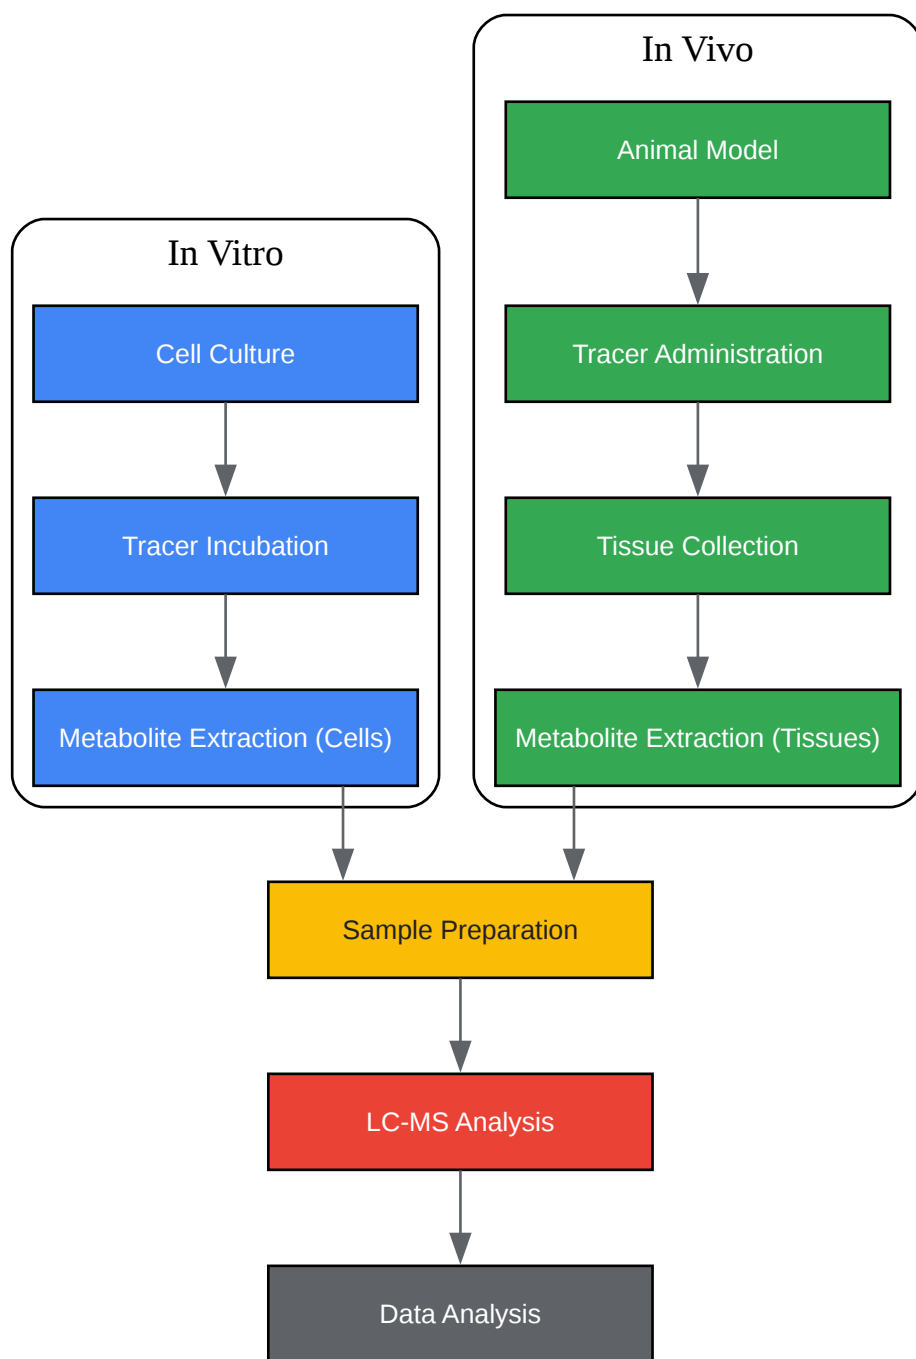 In Vitro
Cell Culture
Tracer Incubation
Metabolite Extraction (Cells)
In Vivo
Animal Model
Tracer Administration
Tissue Collection
Metabolite Extraction (Tissues)
Sample Preparation
LC-MS Analysis
Data Analysis